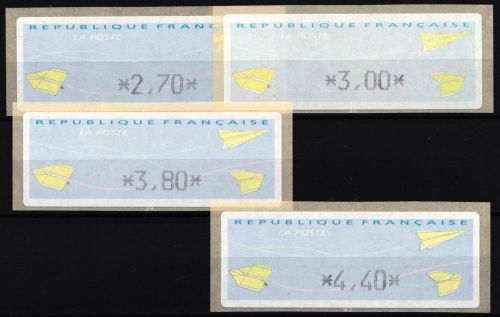 REPUBLIQUE FRANÇAISE
LA POSTE
*2,70*
REPUBLIQUE FRANÇAISE
LA POSTE
*3,00*
REPUBLIQUE FRANÇAISE
LA POSTE
*3,80*
REPUBLIQUE FRANÇAISE
LA POSTE
*4,40*